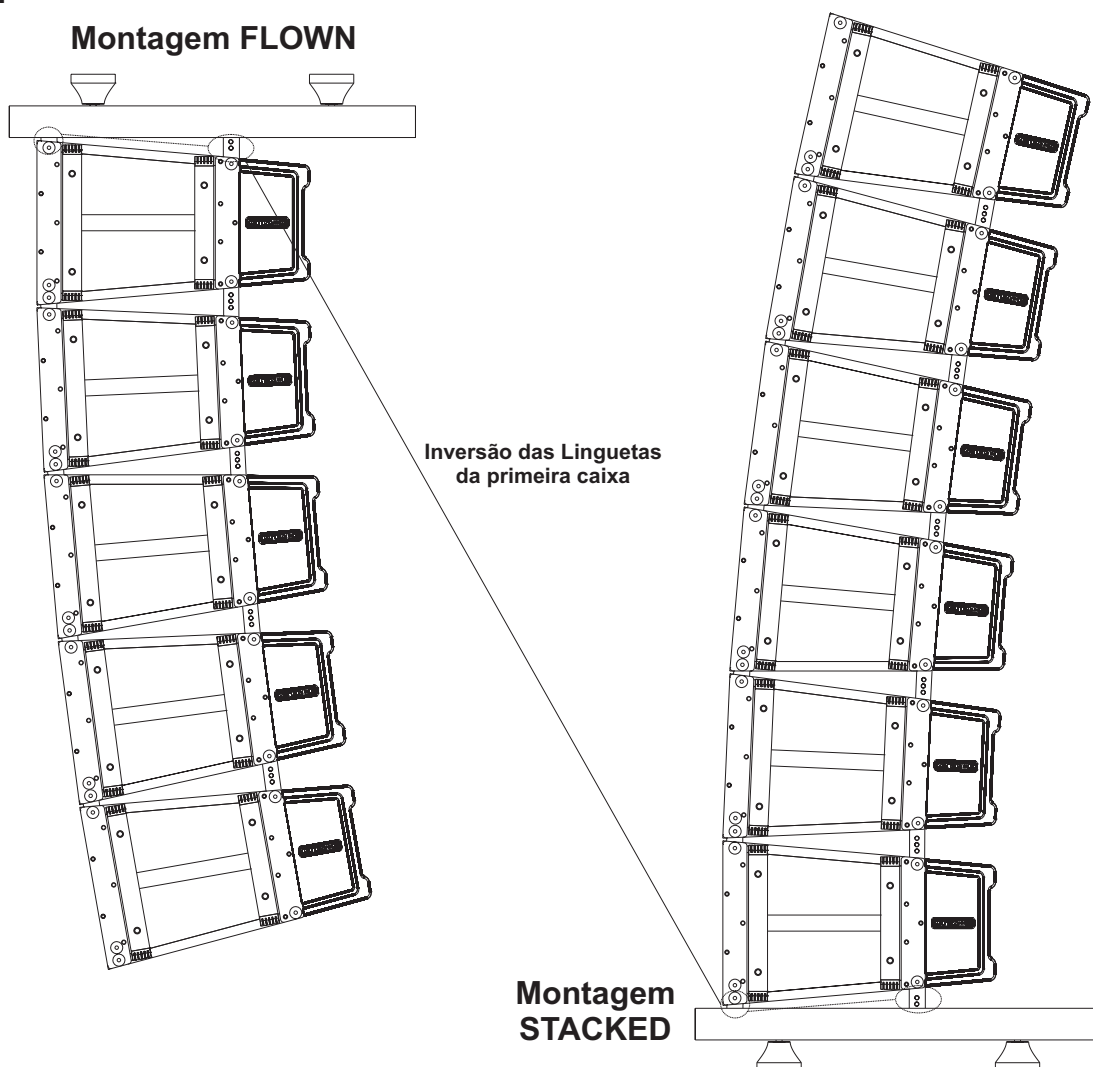 Montagem FLOWN
Inversão das Linguetas
da primeira caixa
Montagem
STACKED